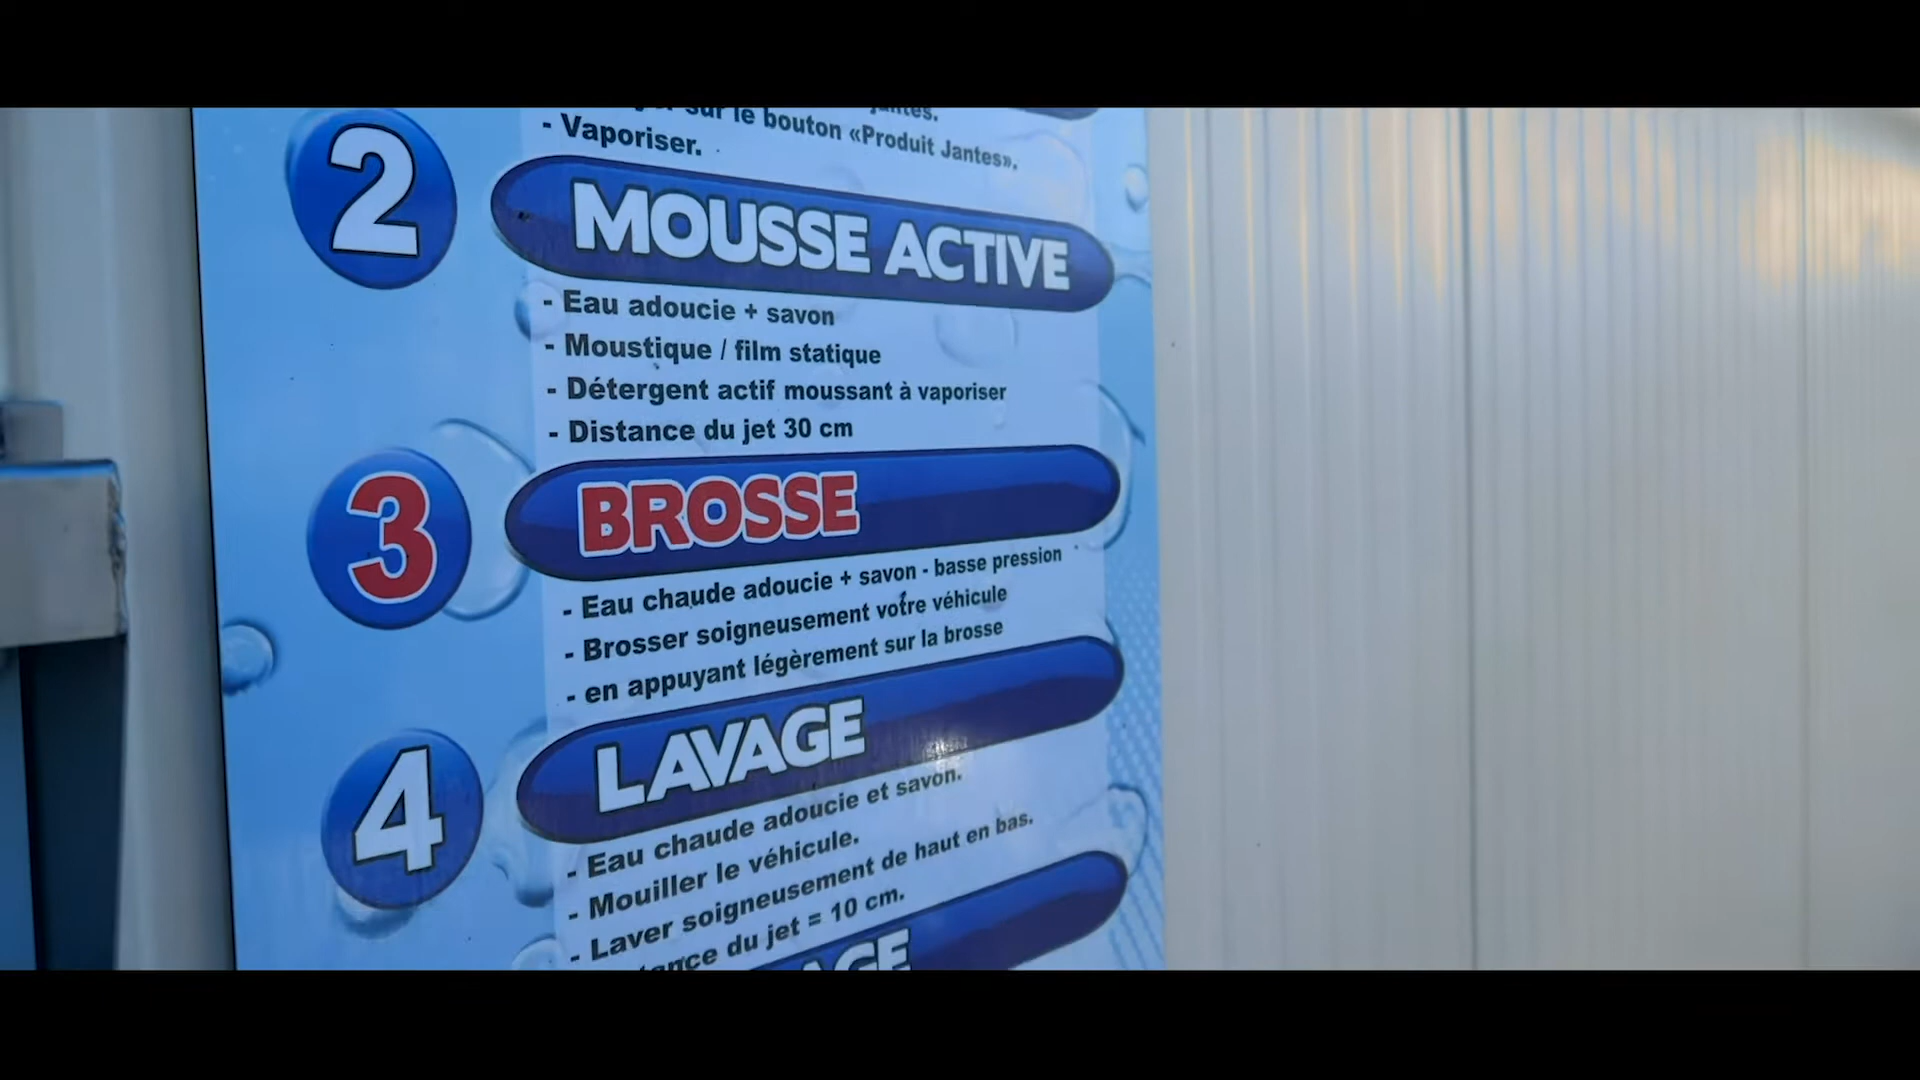 sur le bouton «Produit Jantes».
- Vaporiser.
2
MOUSSE ACTIVE
- Eau adoucie + savon
- Moustique / film statique
- Détergent actif moussant à vaporiser
- Distance du jet 30 cm
3
BROSSE
- Eau chaude adoucie + savon - basse pression
- Brosser soigneusement votre véhicule
- en appuyant légèrement sur la brosse
4
LAVAGE
- Eau chaude adoucie et savon.
- Mouiller le véhicule.
- Laver soigneusement de haut en bas.
du jet = 10 cm.